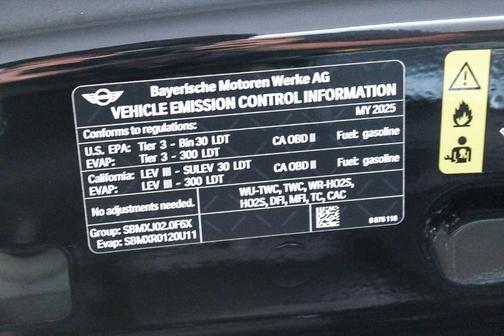 Bayerische Motoren Werke AG
VEHICLE EMISSION CONTROL INFORMATION
Conforms to regulations: MY 2025
U.S. EPA: Tier 3 - Bin 30 LDT CA OBD II Fuel: gasoline
EVAP: Tier 3 - 300 LDT
California: LEV III - SULEV 30 LDT CA OBD II Fuel: gasoline
EVAP: LEV III - 300 LDT
No adjustments needed. WU-TWC, TWC, WR-HO2S,
HO2S, DFI, MFI, TC, CAC
Group: SBMXJ02.0F6X
Evap: SBMXR0120U11
8 876 116